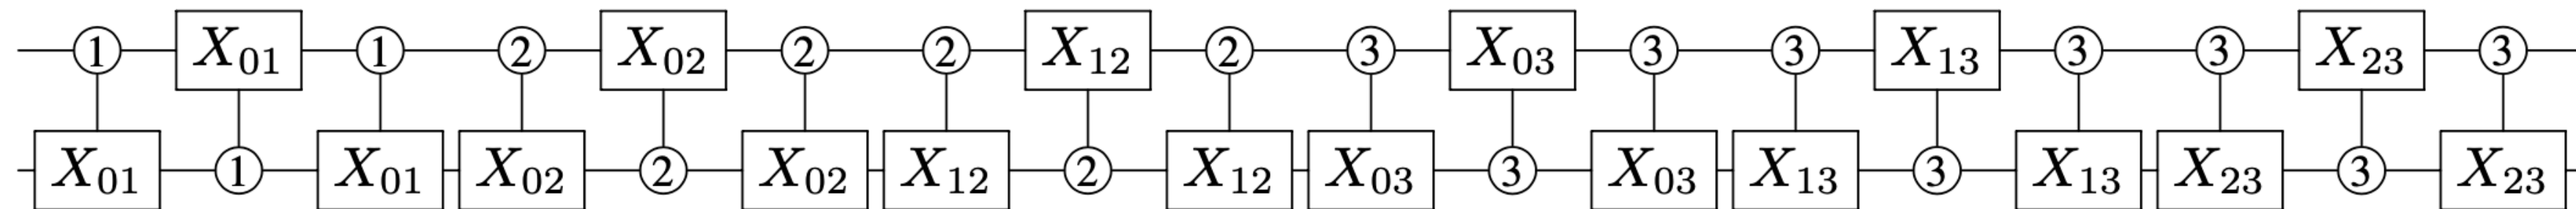 1 X₀₁ 1 2 X₀₂ 2 2 X₁₂ 2 3 X₀₃ 3 3 X₁₃ 3 3 X₂₃ 3
X₀₁ 1 X₀₁ X₀₂ 2 X₀₂ X₁₂ 2 X₁₂ X₀₃ 3 X₀₃ X₁₃ 3 X₁₃ X₂₃ 3 X₂₃